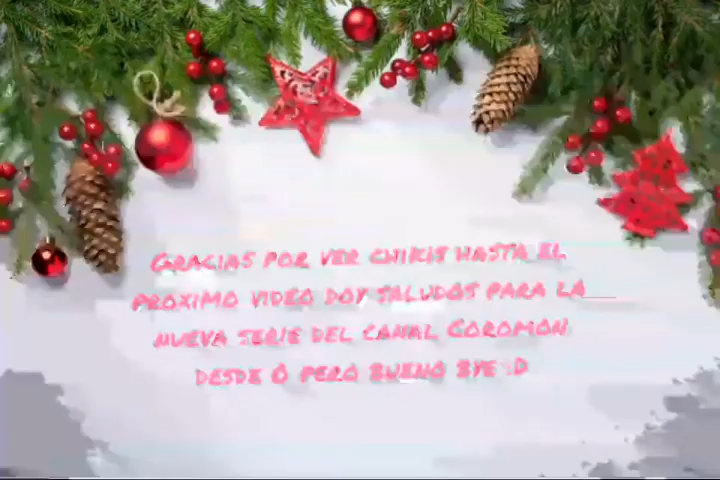 Gracias por ver chikis hasta el
proximo video doy saludos para la
nueva serie del canal Coromon
desde 0 pero bueno bye :D